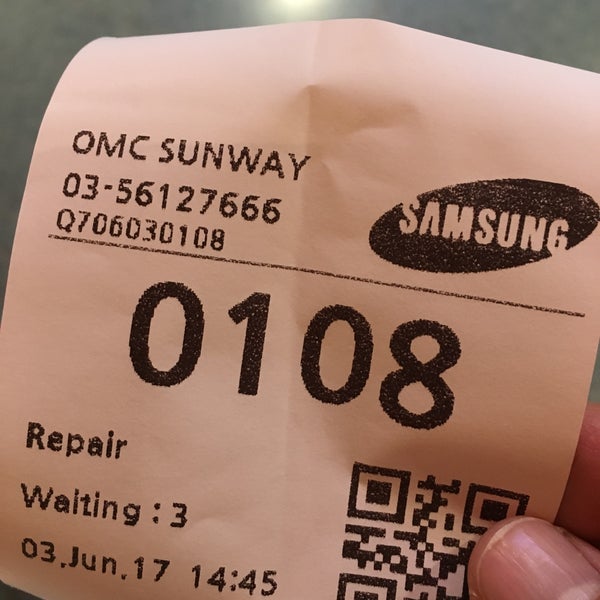 OMC SUNWAY
03-56127666
Q706030108
SAMSUNG
0108
Repair
Waiting : 3
03.Jun.17 14:45